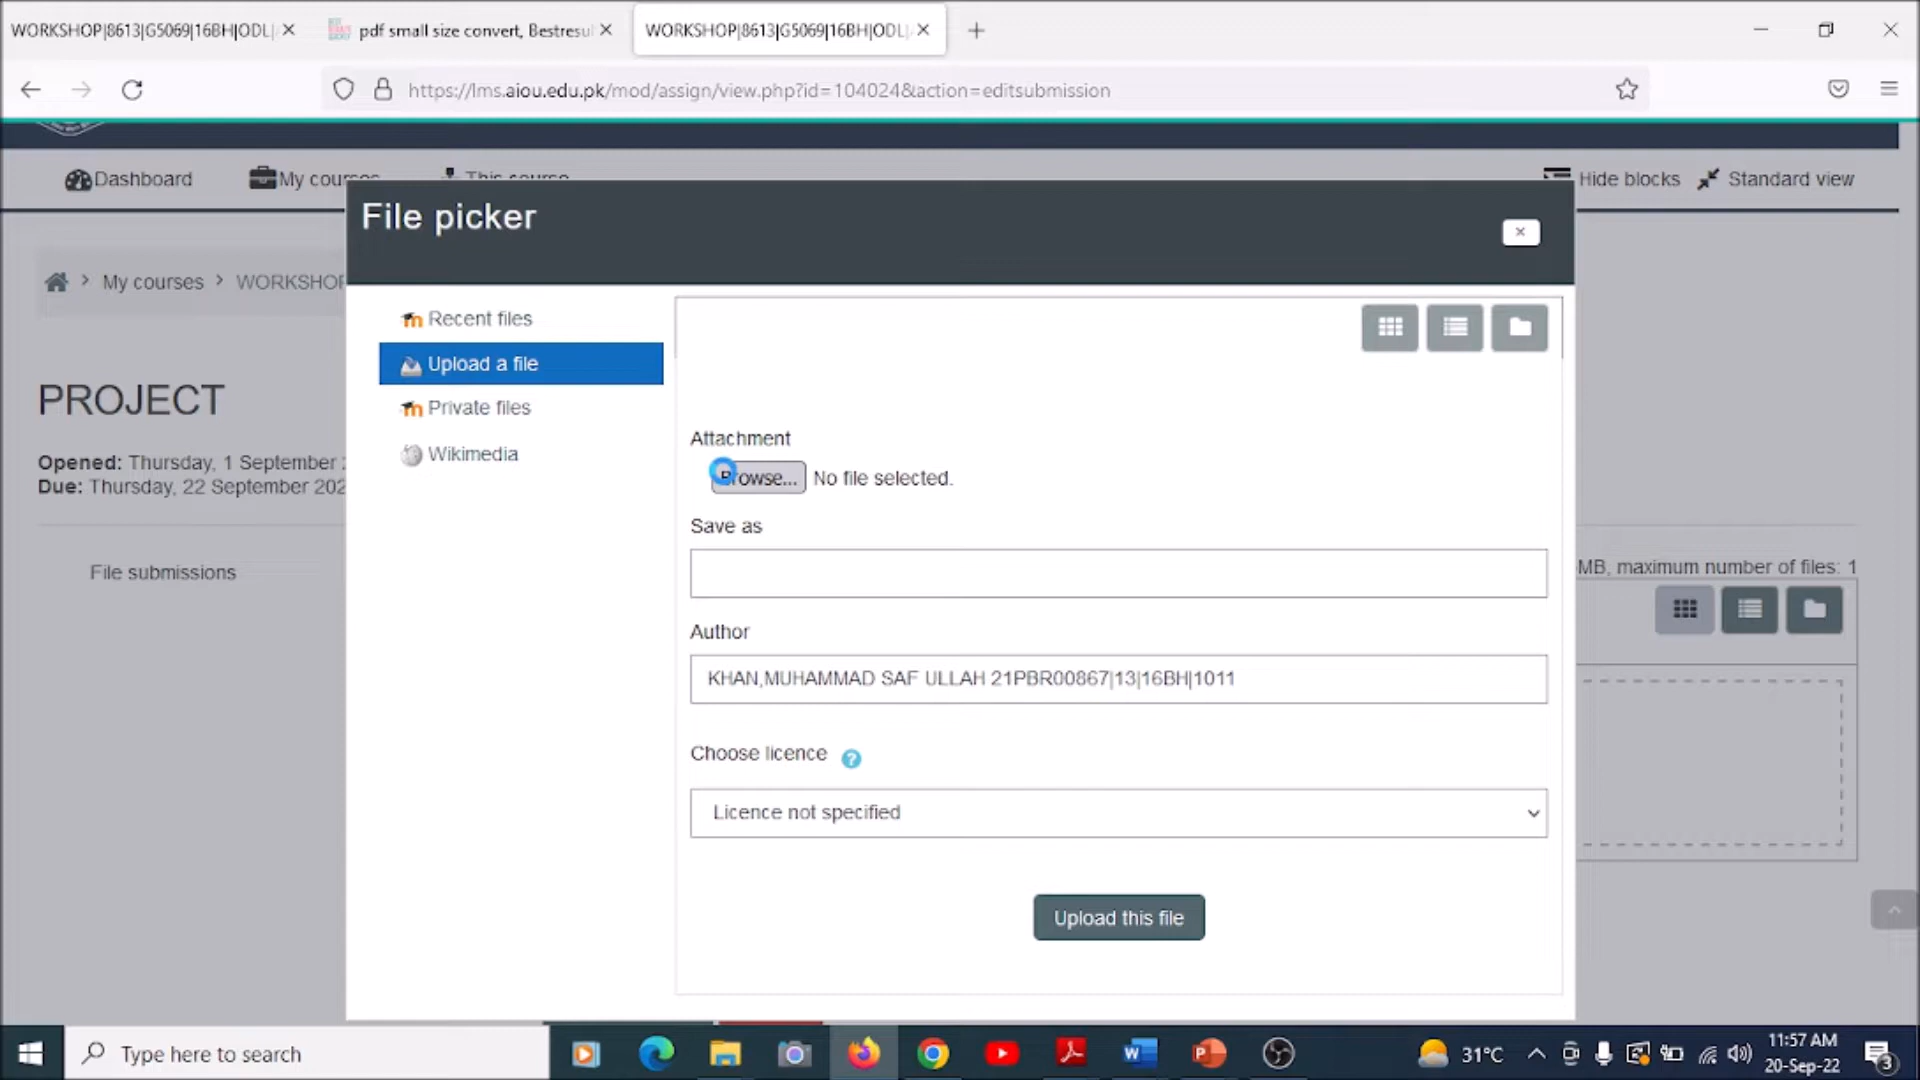 WORKSHOP|8613|G5069|16BH|ODL|
pdf small size convert, Bestresul
WORKSHOP|8613|G5069|16BH|ODL|
https://lms.aiou.edu.pk/mod/assign/view.php?id=104024&action=editsubmission
Dashboard
My courses
This course
Hide blocks
Standard view
File picker
My courses
WORKSHOP
Recent files
Upload a file
Private files
Wikimedia
PROJECT
Opened: Thursday, 1 September
Due: Thursday, 22 September 202
File submissions
Attachment
Browse... No file selected.
Save as
MB, maximum number of files: 1
Author
KHAN,MUHAMMAD SAF ULLAH 21PBR00867|13|16BH|1011
Choose licence
Licence not specified
Upload this file
Type here to search
31°C
11:57 AM
20-Sep-22
3